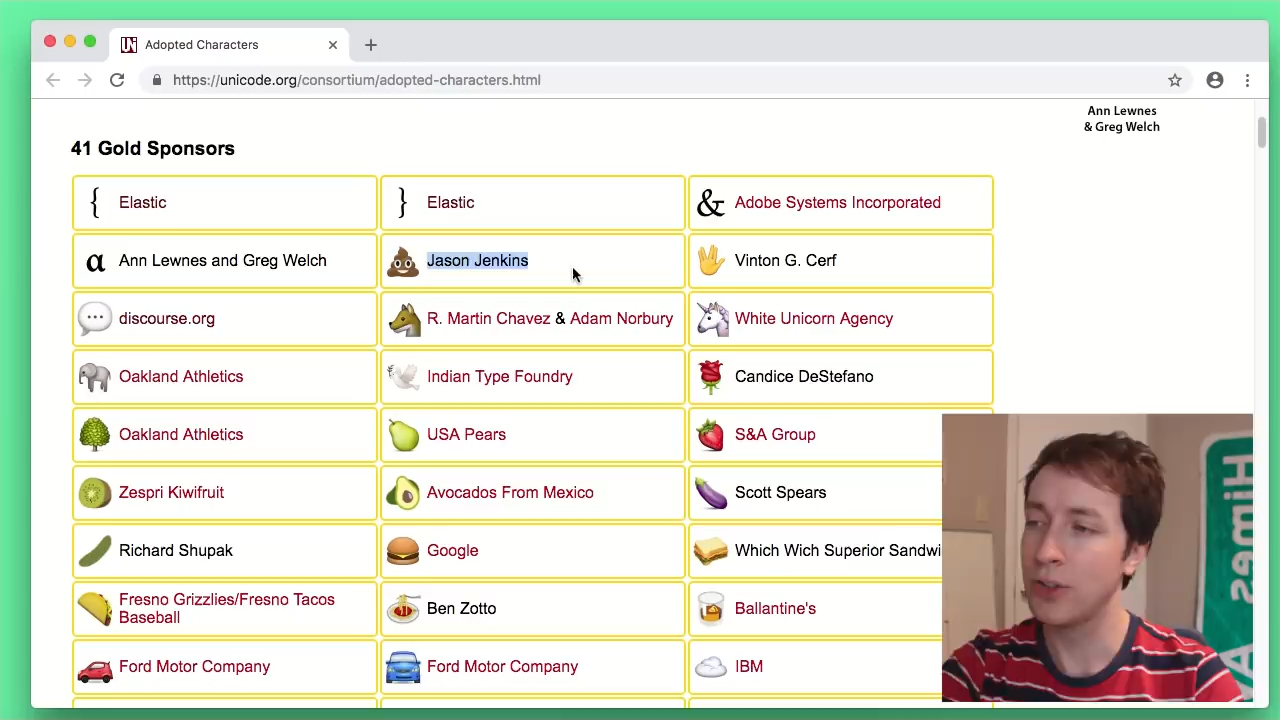 Adopted Characters
https://unicode.org/consortium/adopted-characters.html
Ann Lewnes
& Greg Welch
41 Gold Sponsors
{ Elastic
} Elastic
& Adobe Systems Incorporated
α Ann Lewnes and Greg Welch
💩 Jason Jenkins
🖖 Vinton G. Cerf
💬 discourse.org
R. Martin Chavez & Adam Norbury
🦄 White Unicorn Agency
🐘 Oakland Athletics
🕊 Indian Type Foundry
🌹 Candice DeStefano
🌳 Oakland Athletics
🍐 USA Pears
🍓 S&A Group
🥝 Zespri Kiwifruit
🥑 Avocados From Mexico
🍆 Scott Spears
🥒 Richard Shupak
🍔 Google
🥪 Which Wich Superior Sandwi
🌮 Fresno Grizzlies/Fresno Tacos
Baseball
🍝 Ben Zotto
🥃 Ballantine's
🚗 Ford Motor Company
🚙 Ford Motor Company
☁ IBM
Himes